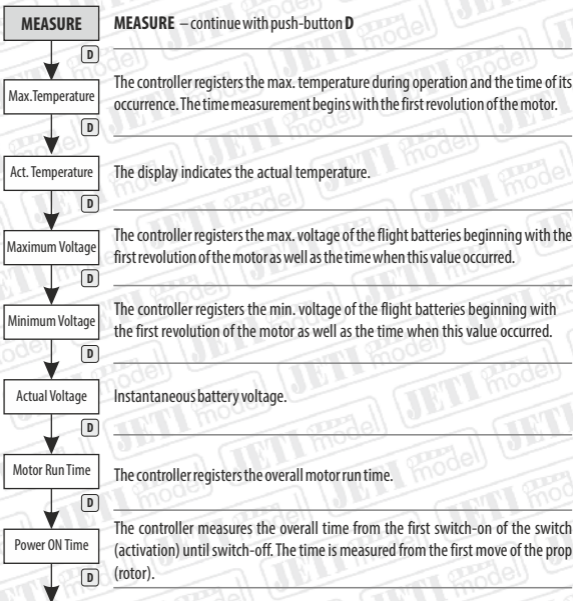 MEASURE
MEASURE – continue with push-button D
D
Max.Temperature
The controller registers the max. temperature during operation and the time of its
occurrence. The time measurement begins with the first revolution of the motor.
D
Act. Temperature
The display indicates the actual temperature.
D
Maximum Voltage
The controller registers the max. voltage of the flight batteries beginning with the
first revolution of the motor as well as the time when this value occurred.
D
Minimum Voltage
The controller registers the min. voltage of the flight batteries beginning with
the first revolution of the motor as well as the time when this value occurred.
D
Actual Voltage
Instantaneous battery voltage.
D
Motor Run Time
The controller registers the overall motor run time.
D
Power ON Time
The controller measures the overall time from the first switch-on of the switch
(activation) until switch-off. The time is measured from the first move of the prop
(rotor).
D
JETI model